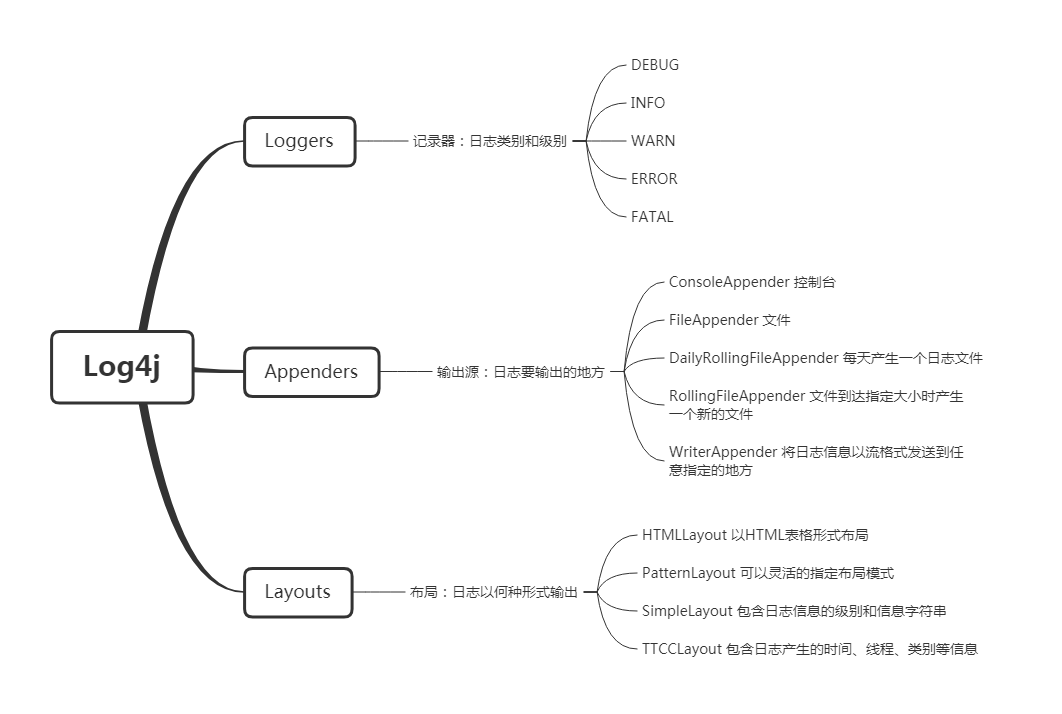 Log4j
Loggers
记录器：日志类别和级别
DEBUG
INFO
WARN
ERROR
FATAL
Appenders
输出源：日志要输出的地方
ConsoleAppender 控制台
FileAppender 文件
DailyRollingFileAppender 每天产生一个日志文件
RollingFileAppender 文件到达指定大小时产生
一个新的文件
WriterAppender 将日志信息以流格式发送到任
意指定的地方
Layouts
布局：日志以何种形式输出
HTMLLayout 以HTML表格形式布局
PatternLayout 可以灵活的指定布局模式
SimpleLayout 包含日志信息的级别和信息字符串
TTCCLayout 包含日志产生的时间、线程、类别等信息